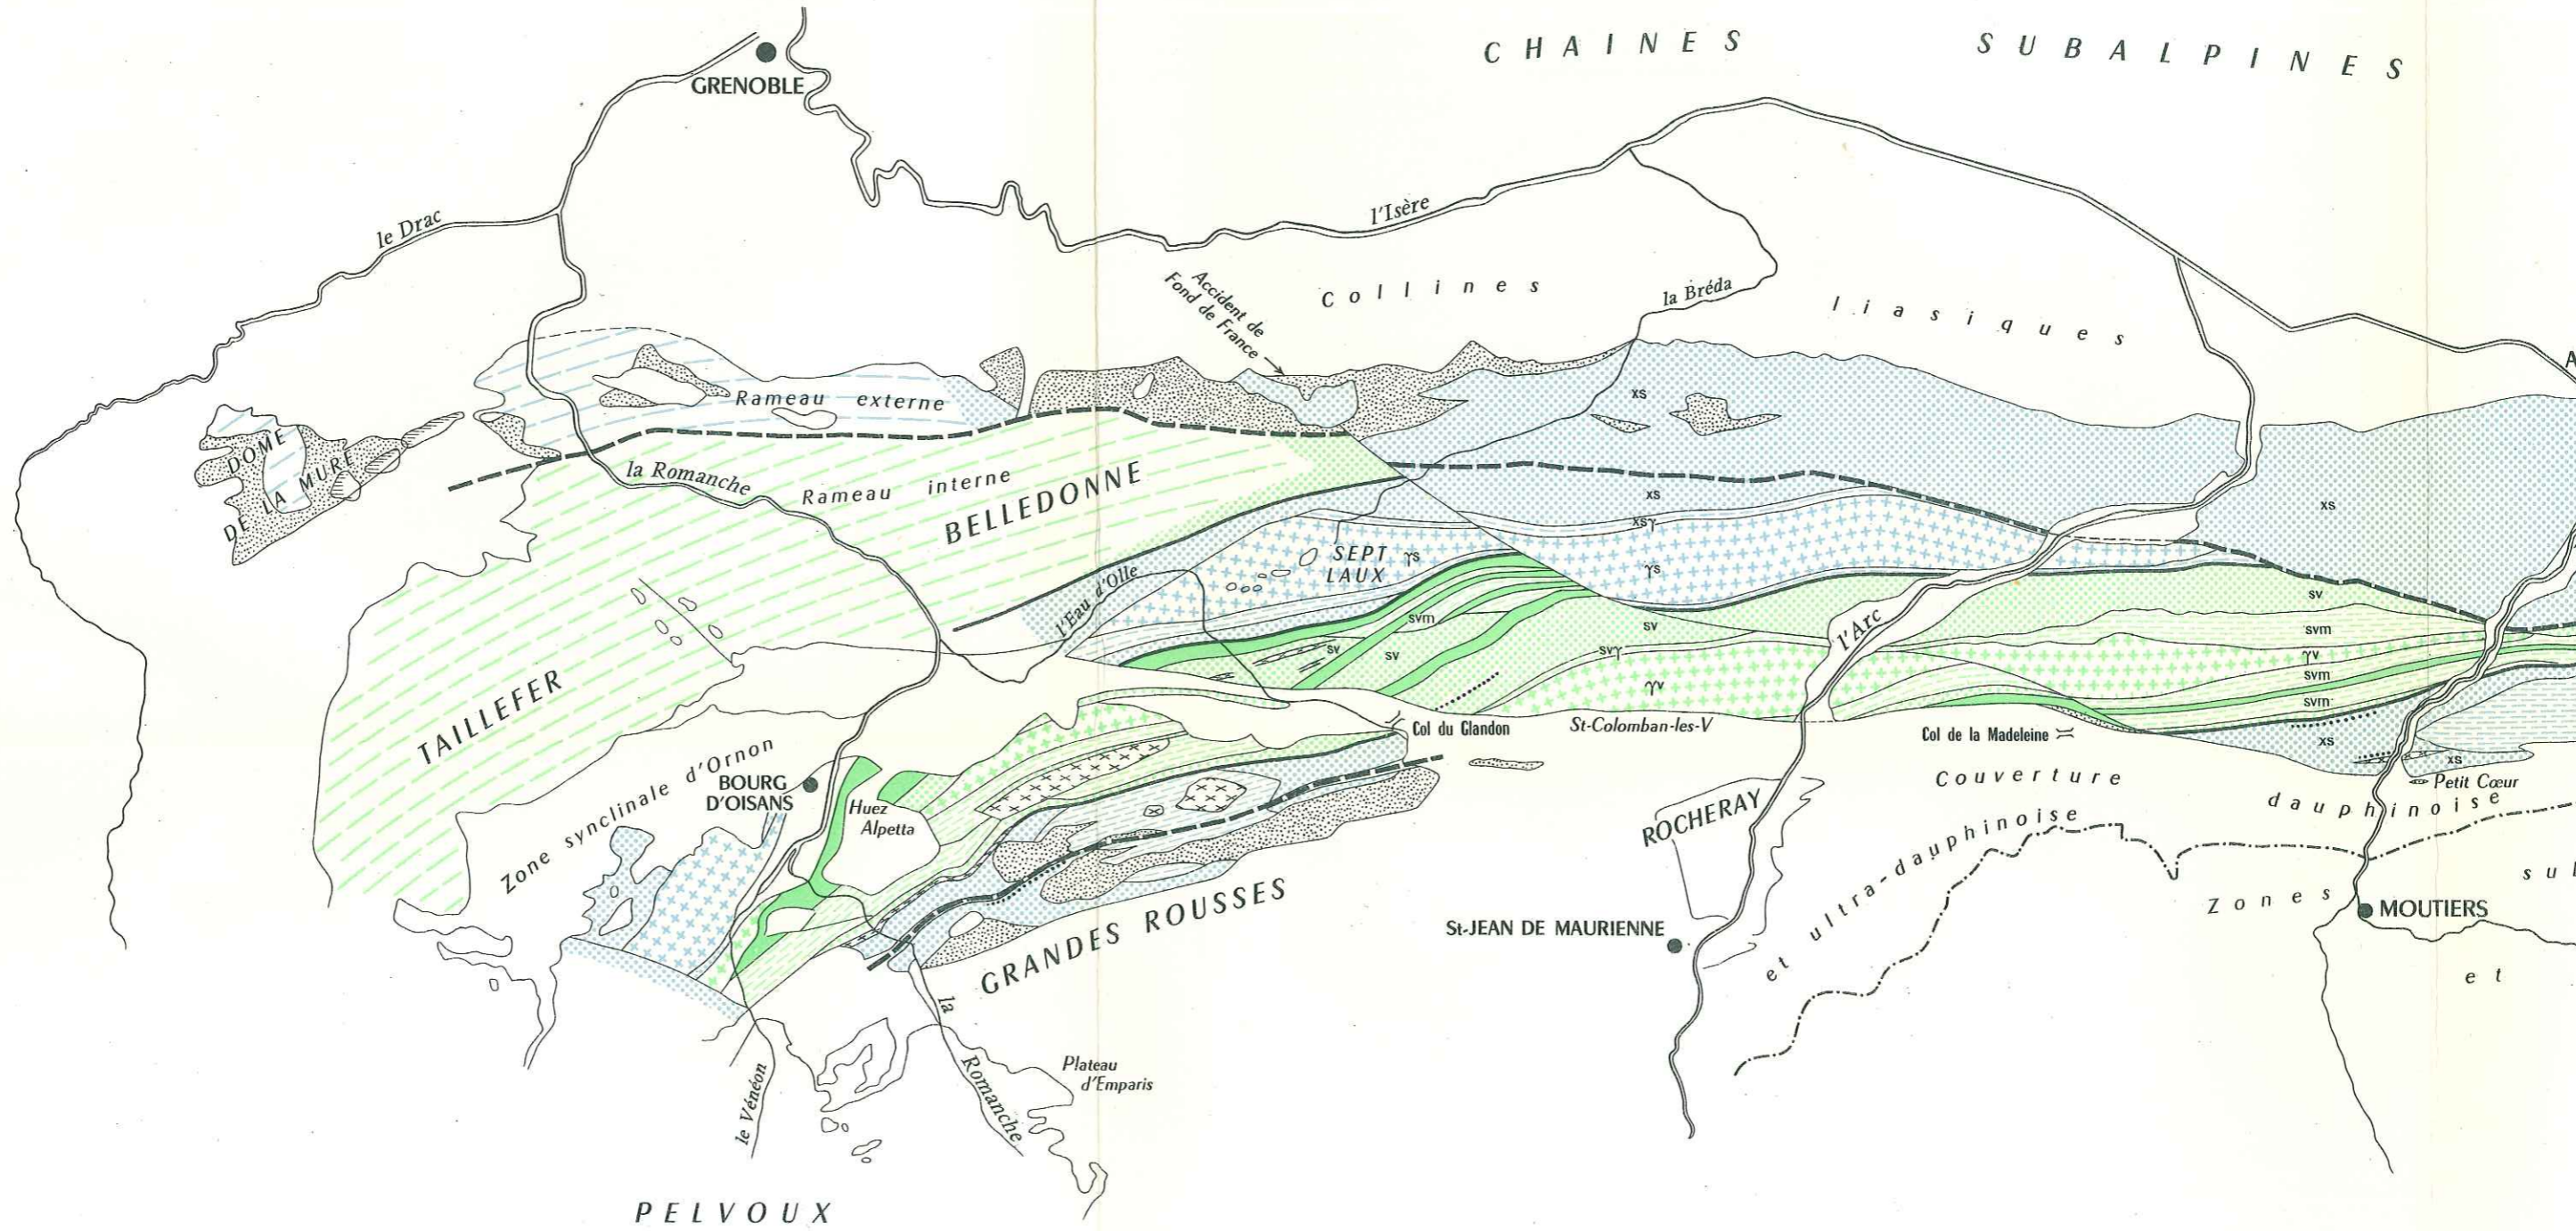 CHAINES SUBALPINES
GRENOBLE
le Drac
l'Isère
Accident de
Fond de France
Collines liasiques
la Bréda
A
Rameau externe
xs
DOME
DE LA MURE
la Romanche
Rameau interne
BELLEDONNE
xs
xs
xsγ
SEPT
LAUX
γs
γs
l'Eau d'Olle
sv
svm
sv
sv
sv
svγ
l'Arc
svm
γv
svm
γv
svm
TAILLEFER
Zone synclinale d'Ornon
Col du Glandon
St-Colomban-les-V
Col de la Madeleine
xs
xs
Petit Cœur
BOURG
D'OISANS
Huez
Alpetta
Couverture dauphinoise
et ultra-dauphinoise
ROCHERAY
GRANDES ROUSSES
St-JEAN DE MAURIENNE
Zones
sub
MOUTIERS
et
la Romanche
le Vénéon
Plateau
d'Emparis
PELVOUX